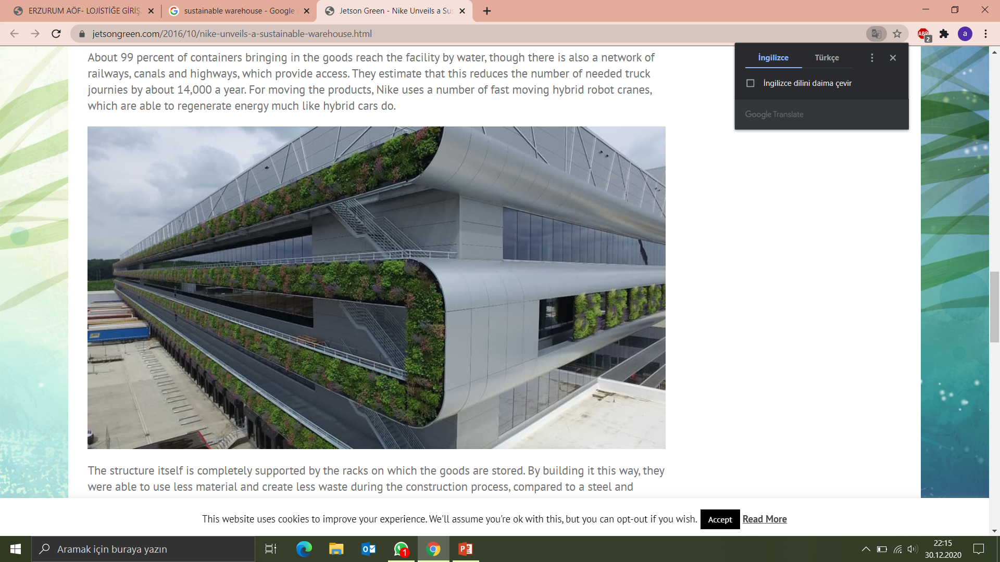 ERZURUM AÖF- LOJİSTİĞE GİRİŞ
sustainable warehouse - Google
Jetson Green - Nike Unveils a Sus
jetsongreen.com/2016/10/nike-unveils-a-sustainable-warehouse.html
ABP
2
a
İngilizce
Türkçe
İngilizce dilini daima çevir
Google Translate
About 99 percent of containers bringing in the goods reach the facility by water, though there is also a network of
railways, canals and highways, which provide access. They estimate that this reduces the number of needed truck
journies by about 14,000 a year. For moving the products, Nike uses a number of fast moving hybrid robot cranes,
which are able to regenerate energy much like hybrid cars do.
The structure itself is completely supported by the racks on which the goods are stored. By building it this way, they
were able to use less material and create less waste during the construction process, compared to a steel and
This website uses cookies to improve your experience. We'll assume you're ok with this, but you can opt-out if you wish.
Accept
Read More
Aramak için buraya yazın
1
22:15
30.12.2020